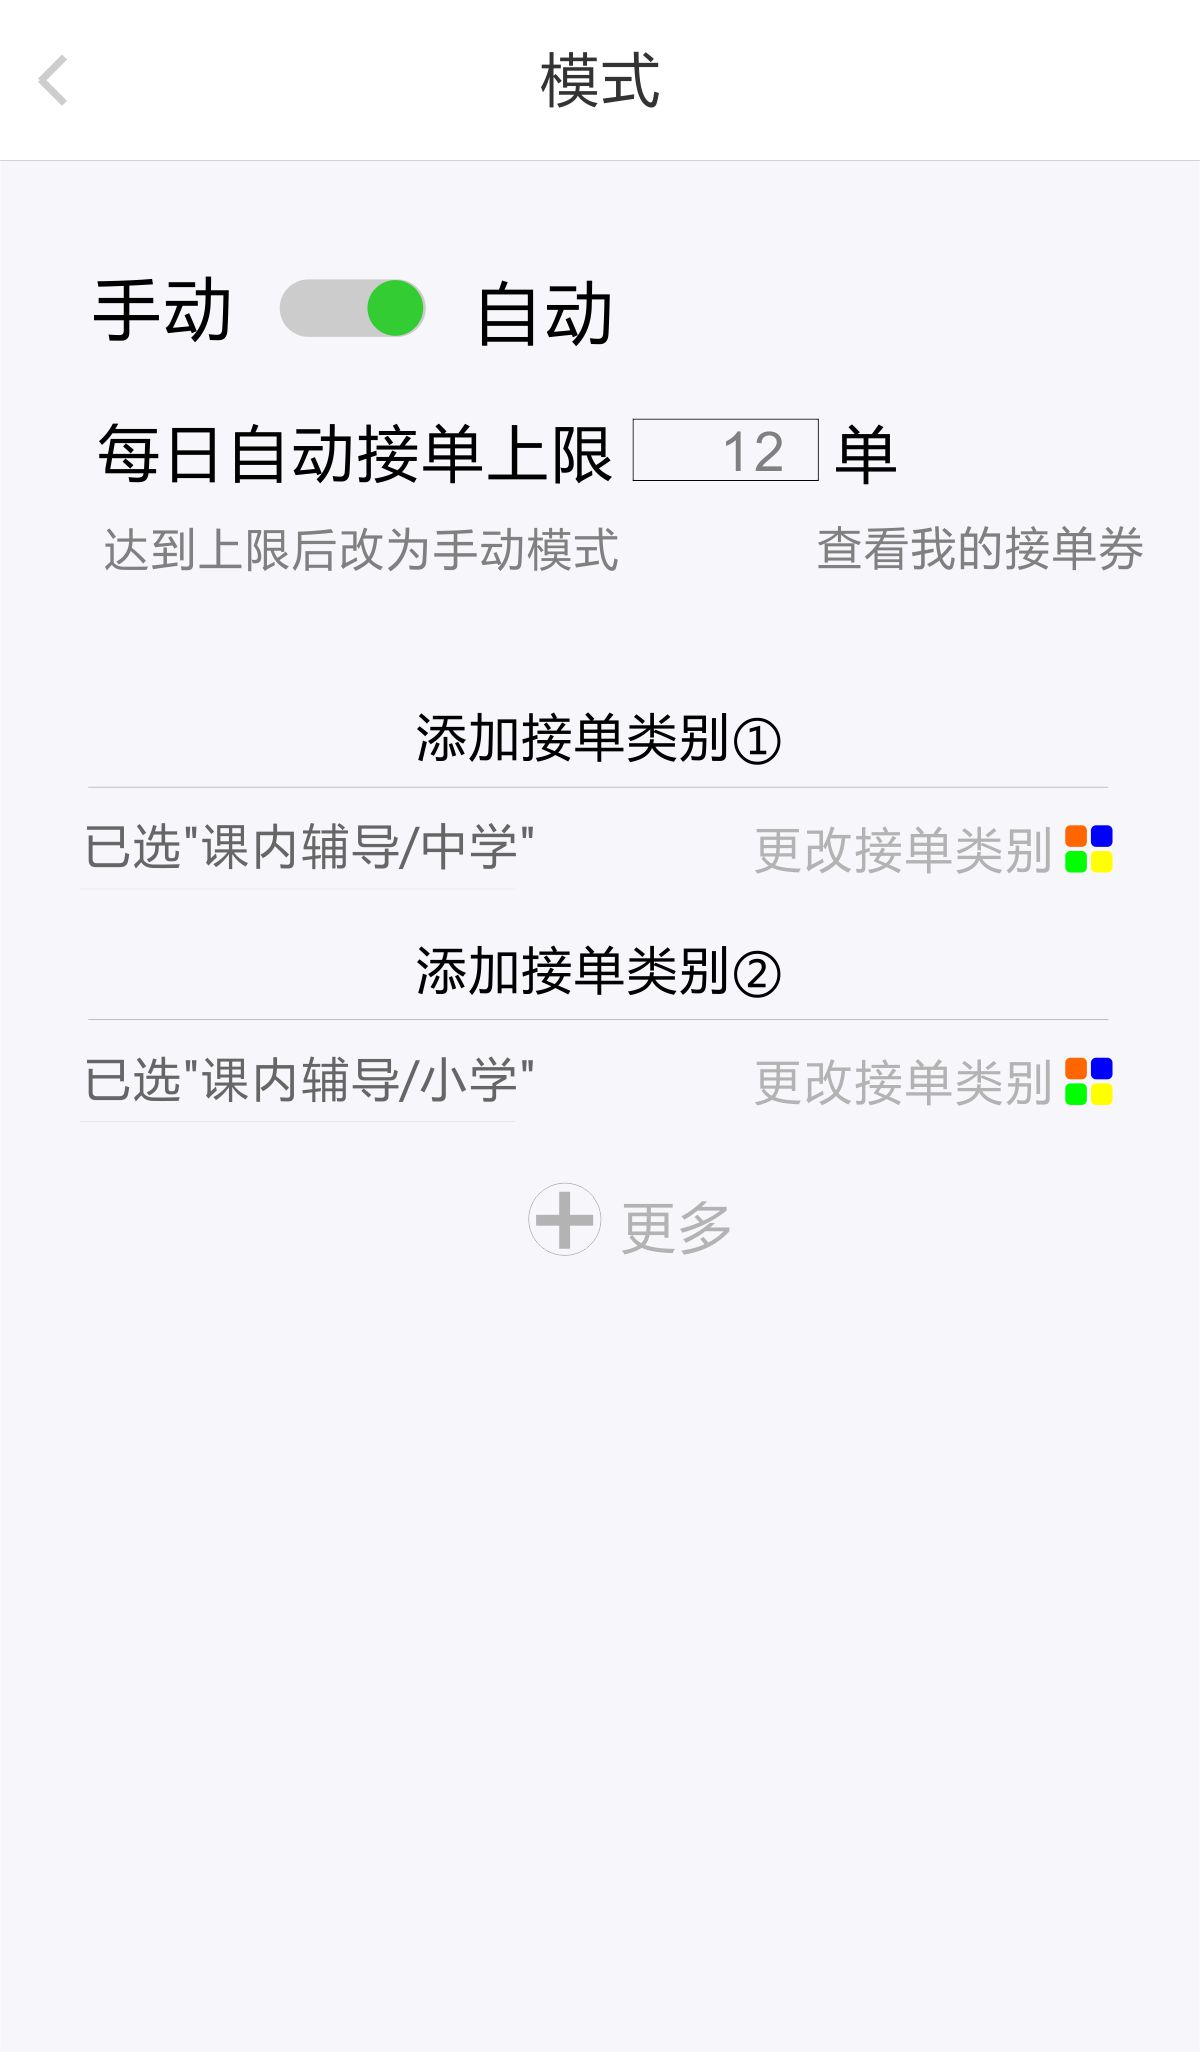 模式
手动 自动
每日自动接单上限 12 单
达到上限后改为手动模式 查看我的接单券
添加接单类别①
已选"课内辅导/中学" 更改接单类别
添加接单类别②
已选"课内辅导/小学" 更改接单类别
更多